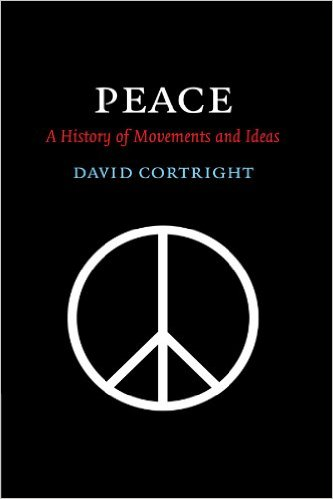 PEACE
A History of Movements and Ideas
DAVID CORTRIGHT